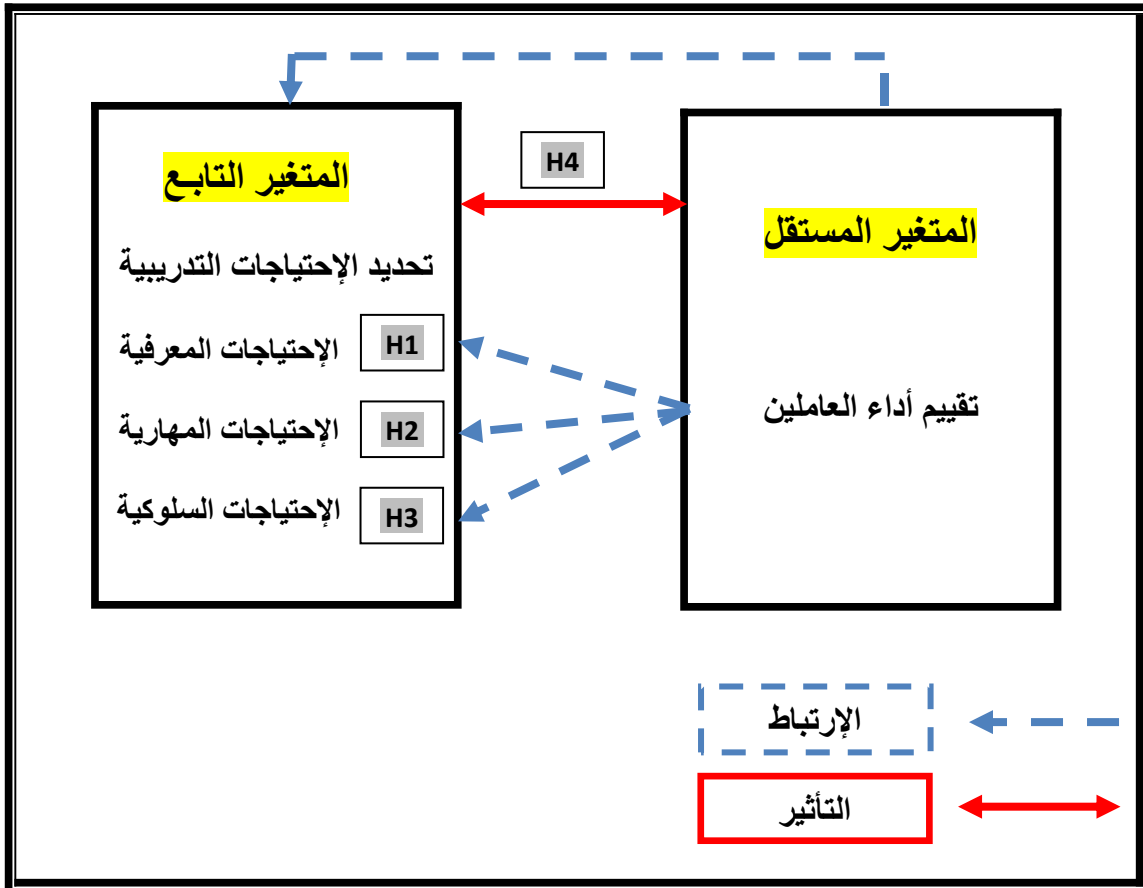 H4
المتغير المستقل
تقييم أداء العاملين
المتغير التابـع
تحديد الإحتياجات التدريبية
H1 الإحتياجات المعرفية
H2 الإحتياجات المهارية
H3 الإحتياجات السلوكية
الإرتباط
التأثير